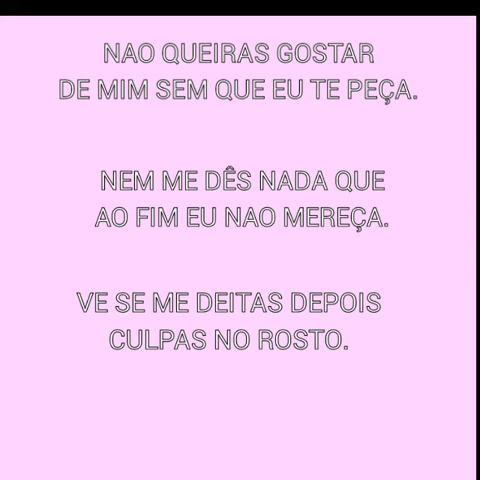 NAO QUEIRAS GOSTAR
DE MIM SEM QUE EU TE PEÇA.
NEM ME DÊS NADA QUE
AO FIM EU NAO MEREÇA.
VE SE ME DEITAS DEPOIS
CULPAS NO ROSTO.